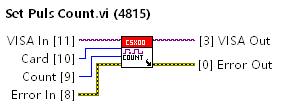 Set Puls Count.vi (4815)
VISA In [11]
Card [10]
Count [9]
Error In [8]
CSX00
COUNT
[3] VISA Out
[0] Error Out